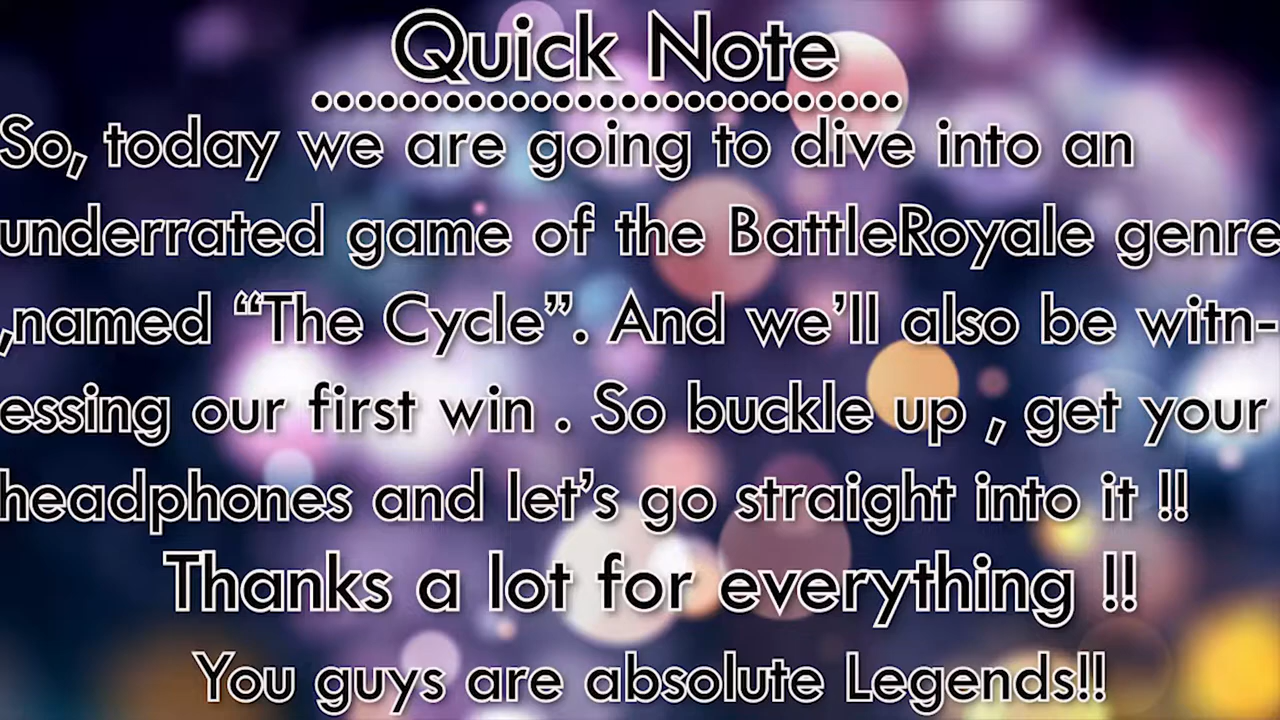 Quick Note
So, today we are going to dive into an
underrated game of the BattleRoyale genre
,named “The Cycle”. And we’ll also be witn-
essing our first win . So buckle up , get your
headphones and let’s go straight into it !!
Thanks a lot for everything !!
You guys are absolute Legends!!